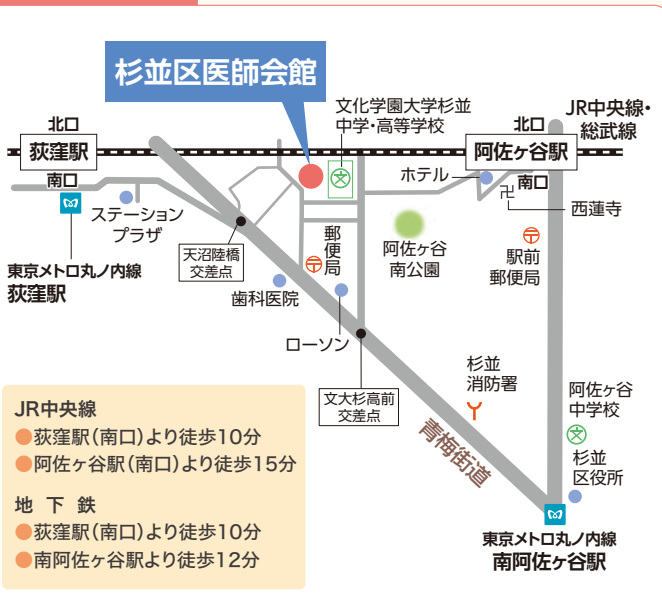 杉並区医師会館
文化学園大学杉並
中学・高等学校
JR中央線・
総武線
北口
荻窪駅
南口
北口
阿佐ヶ谷駅
南口
ホテル
卍
西蓮寺
ステーション
プラザ
東京メトロ丸ノ内線
荻窪駅
天沼陸橋
交差点
郵便局
〒
歯科医院
ローソン
阿佐ヶ谷
南公園
〒
駅前
郵便局
文大杉高前
交差点
杉並
消防署
青梅街道
阿佐ヶ谷
中学校
文
文
杉並
区役所
東京メトロ丸ノ内線
南阿佐ヶ谷駅
JR中央線
●荻窪駅(南口)より徒歩10分
●阿佐ヶ谷駅(南口)より徒歩15分
地下鉄
●荻窪駅(南口)より徒歩10分
●南阿佐ヶ谷駅より徒歩12分